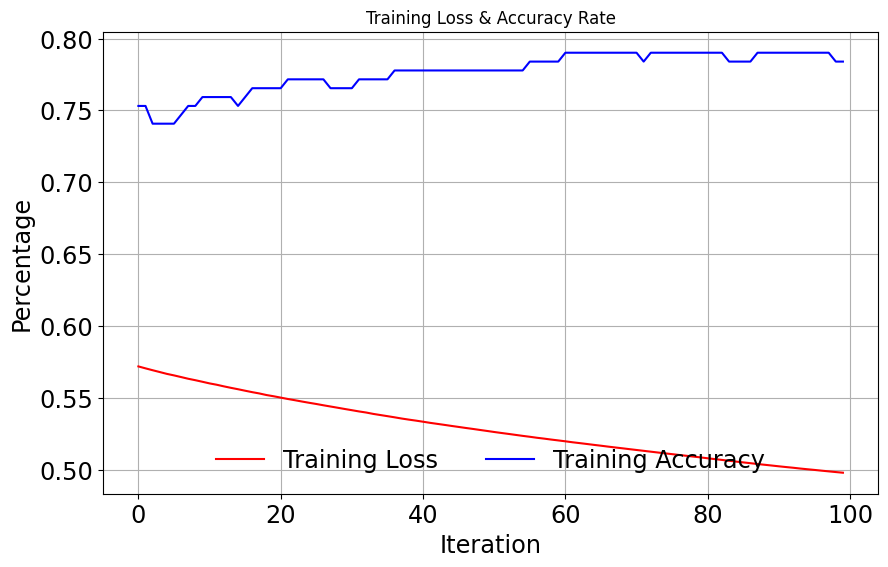 Training Loss & Accuracy Rate
0.80
0.75
0.70
0.65
0.60
0.55
0.50
Percentage
Training Loss
Training Accuracy
0 20 40 60 80 100
Iteration